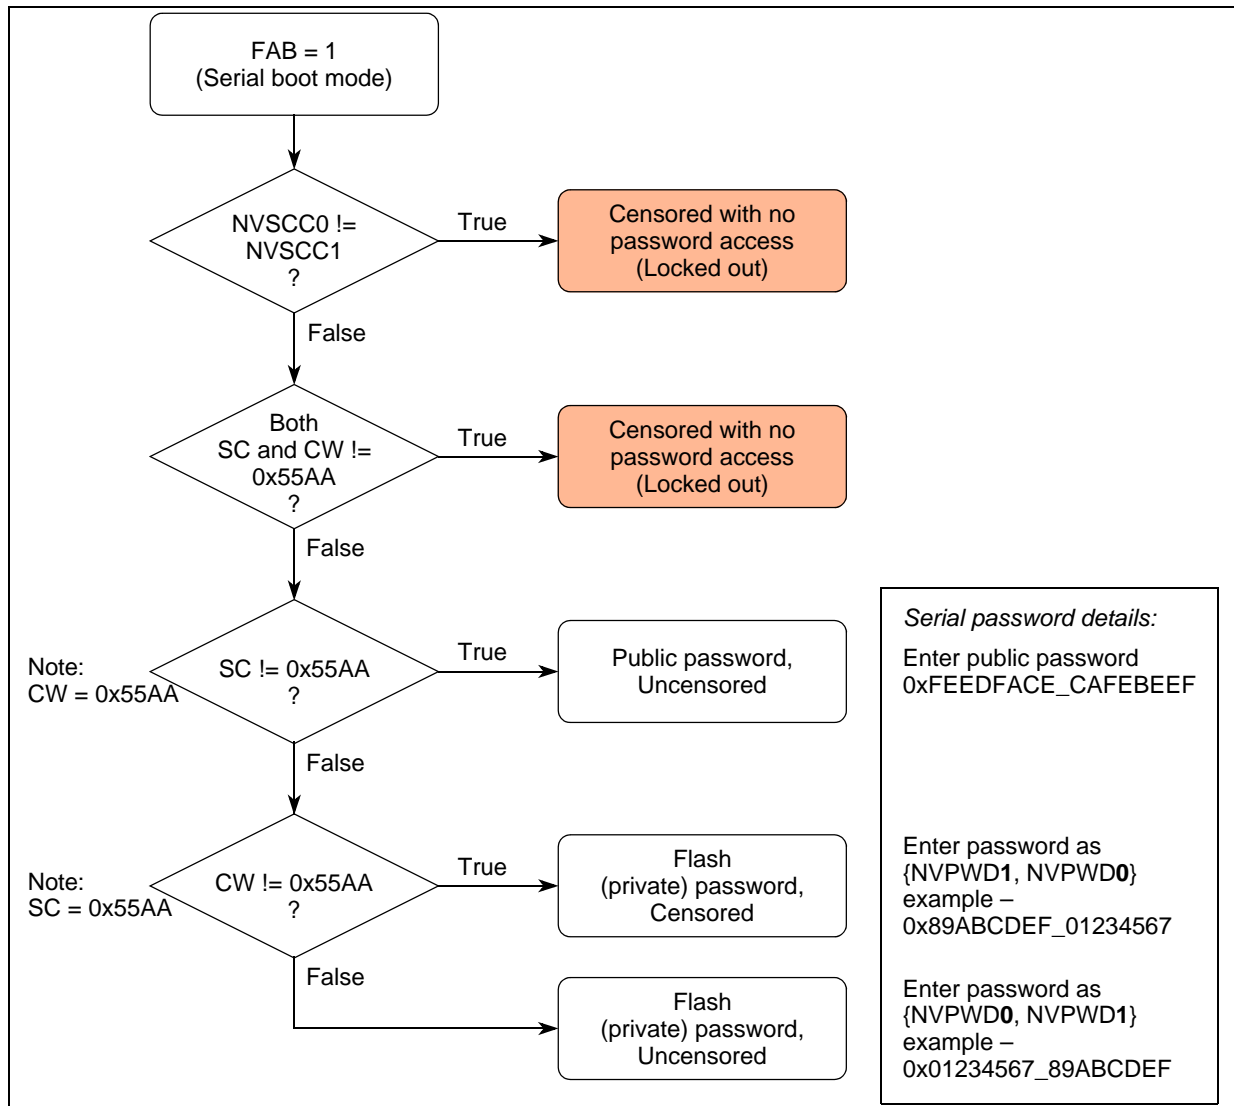 FAB = 1
(Serial boot mode)
NVSCC0 !=
NVSCC1
?
True
Censored with no
password access
(Locked out)
False
Both
SC and CW !=
0x55AA
?
True
Censored with no
password access
(Locked out)
False
Note:
CW = 0x55AA
SC != 0x55AA
?
True
Public password,
Uncensored
Serial password details:
Enter public password
0xFEEDFACE_CAFEBEEF
False
Note:
SC = 0x55AA
CW != 0x55AA
?
True
Flash
(private) password,
Censored
Enter password as
{NVPWD1, NVPWD0}
example –
0x89ABCDEF_01234567
False
Flash
(private) password,
Uncensored
Enter password as
{NVPWD0, NVPWD1}
example –
0x01234567_89ABCDEF